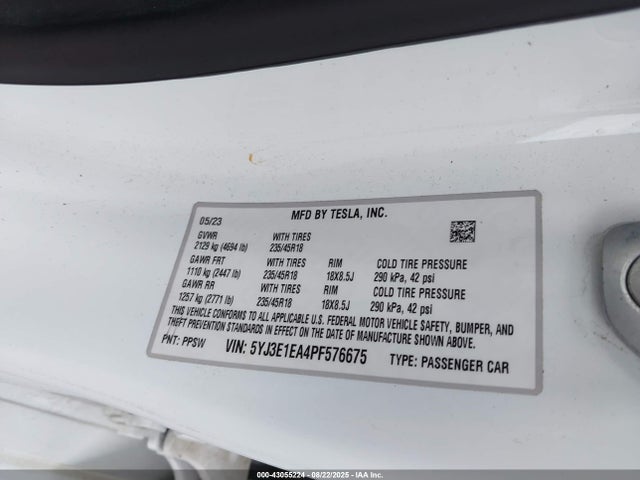 05/23 MFD BY TESLA, INC.
GVWR WITH TIRES
2129 kg (4694 lb) 235/45R18
GAWR FRT WITH TIRES RIM COLD TIRE PRESSURE
1110 kg (2447 lb) 235/45R18 18X8.5J 290 kPa, 42 psi
GAWR RR WITH TIRES RIM COLD TIRE PRESSURE
1257 kg (2771 lb) 235/45R18 18X8.5J 290 kPa, 42 psi
THIS VEHICLE CONFORMS TO ALL APPLICABLE U.S. FEDERAL MOTOR VEHICLE SAFETY, BUMPER, AND
THEFT PREVENTION STANDARDS IN EFFECT ON THE DATE OF MANUFACTURE SHOWN ABOVE.
PNT: PPSW VIN: 5YJ3E1EA4PF576675 TYPE: PASSENGER CAR
www - 43055224 - 08/22/2025 - IAAI.com